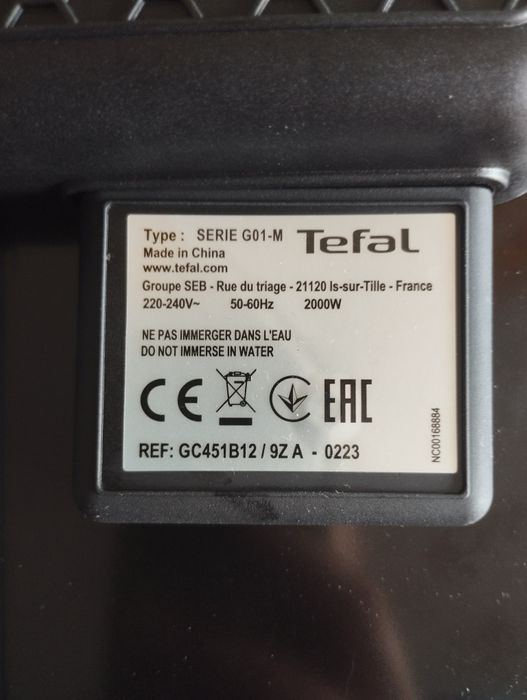 Type : SERIE G01-M Tefal
Made in China
www.tefal.com
Groupe SEB - Rue du triage - 21120 Is-sur-Tille - France
220-240V~ 50-60Hz 2000W
NE PAS IMMERGER DANS L'EAU
DO NOT IMMERSE IN WATER
CE EAC
NC00168884
REF: GC451B12 / 9Z A - 0223